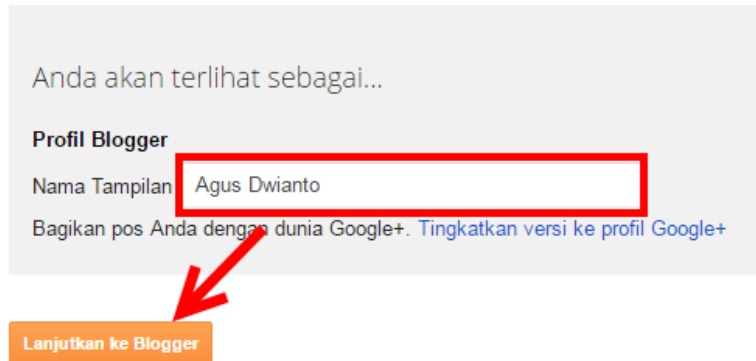 Anda akan terlihat sebagai...
Profil Blogger
Nama Tampilan Agus Dwianto
Bagikan pos Anda dengan dunia Google+. Tingkatkan versi ke profil Google+
Lanjutkan ke Blogger